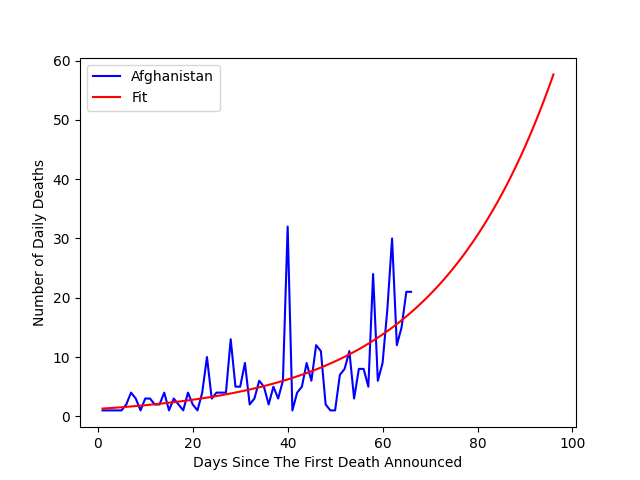 Afghanistan
Fit
60
50
40
30
20
10
0
Number of Daily Deaths
0 20 40 60 80 100
Days Since The First Death Announced